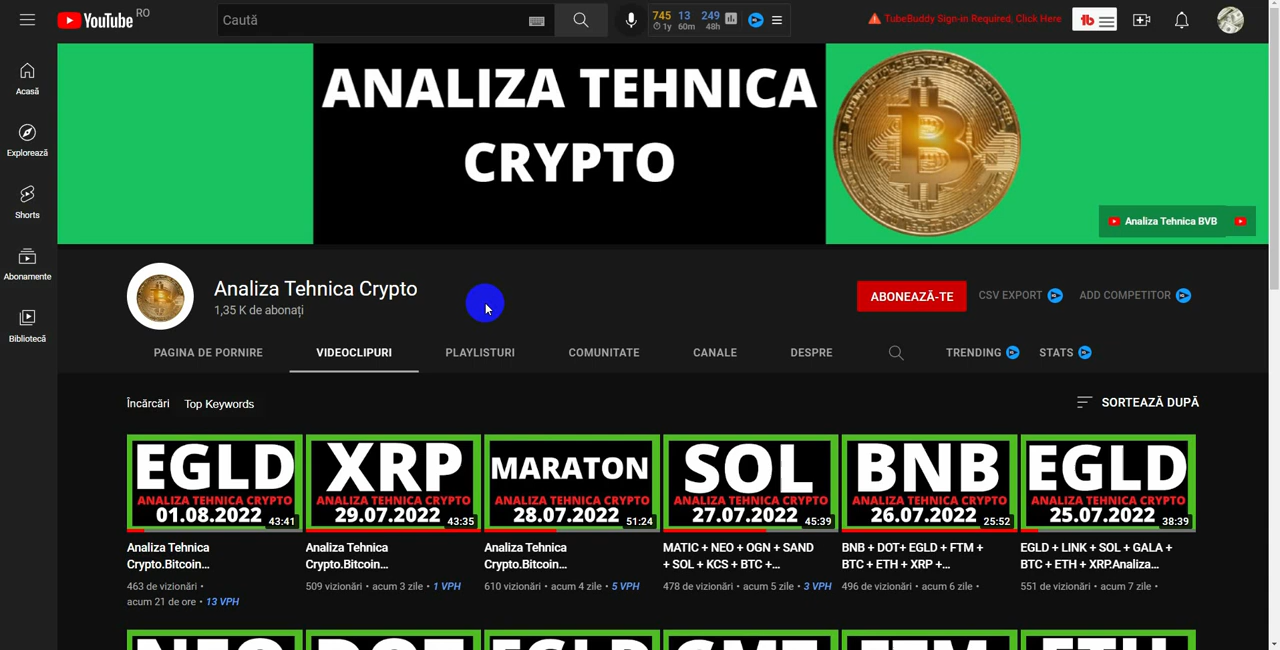 YouTube RO
Caută
745 13 249
1y 60m 48h
TubeBuddy Sign-in Required, Click Here
tb
Acasă
Explorează
Shorts
Abonamente
Bibliotecă
ANALIZA TEHNICA
CRYPTO
Analiza Tehnica BVB
Analiza Tehnica Crypto
1,35 K de abonați
ABONEAZĂ-TE
CSV EXPORT
ADD COMPETITOR
PAGINA DE PORNIRE
VIDEOCLIPURI
PLAYLISTURI
COMUNITATE
CANALE
DESPRE
TRENDING
STATS
Încărcări
Top Keywords
SORTEAZĂ DUPĂ
EGLD
ANALIZA TEHNICA CRYPTO
01.08.2022
43:41
Analiza Tehnica
Crypto.Bitcoin...
463 de vizionări •
acum 21 de ore • 13 VPH
XRP
ANALIZA TEHNICA CRYPTO
29.07.2022
43:35
Analiza Tehnica
Crypto.Bitcoin...
509 vizionări • acum 3 zile • 1 VPH
MARATON
ANALIZA TEHNICA CRYPTO
28.07.2022
51:24
Analiza Tehnica
Crypto.Bitcoin...
610 vizionări • acum 4 zile • 5 VPH
SOL
ANALIZA TEHNICA CRYPTO
27.07.2022
45:39
MATIC + NEO + OGN + SAND
+ SOL + KCS + BTC +...
478 de vizionări • acum 5 zile • 3 VPH
BNB
ANALIZA TEHNICA CRYPTO
26.07.2022
25:52
BNB + DOT+ EGLD + FTM +
BTC + ETH + XRP +...
496 de vizionări • acum 6 zile •
EGLD
ANALIZA TEHNICA CRYPTO
25.07.2022
38:39
EGLD + LINK + SOL + GALA +
BTC + ETH + XRP.Analiza...
551 de vizionări • acum 7 zile •